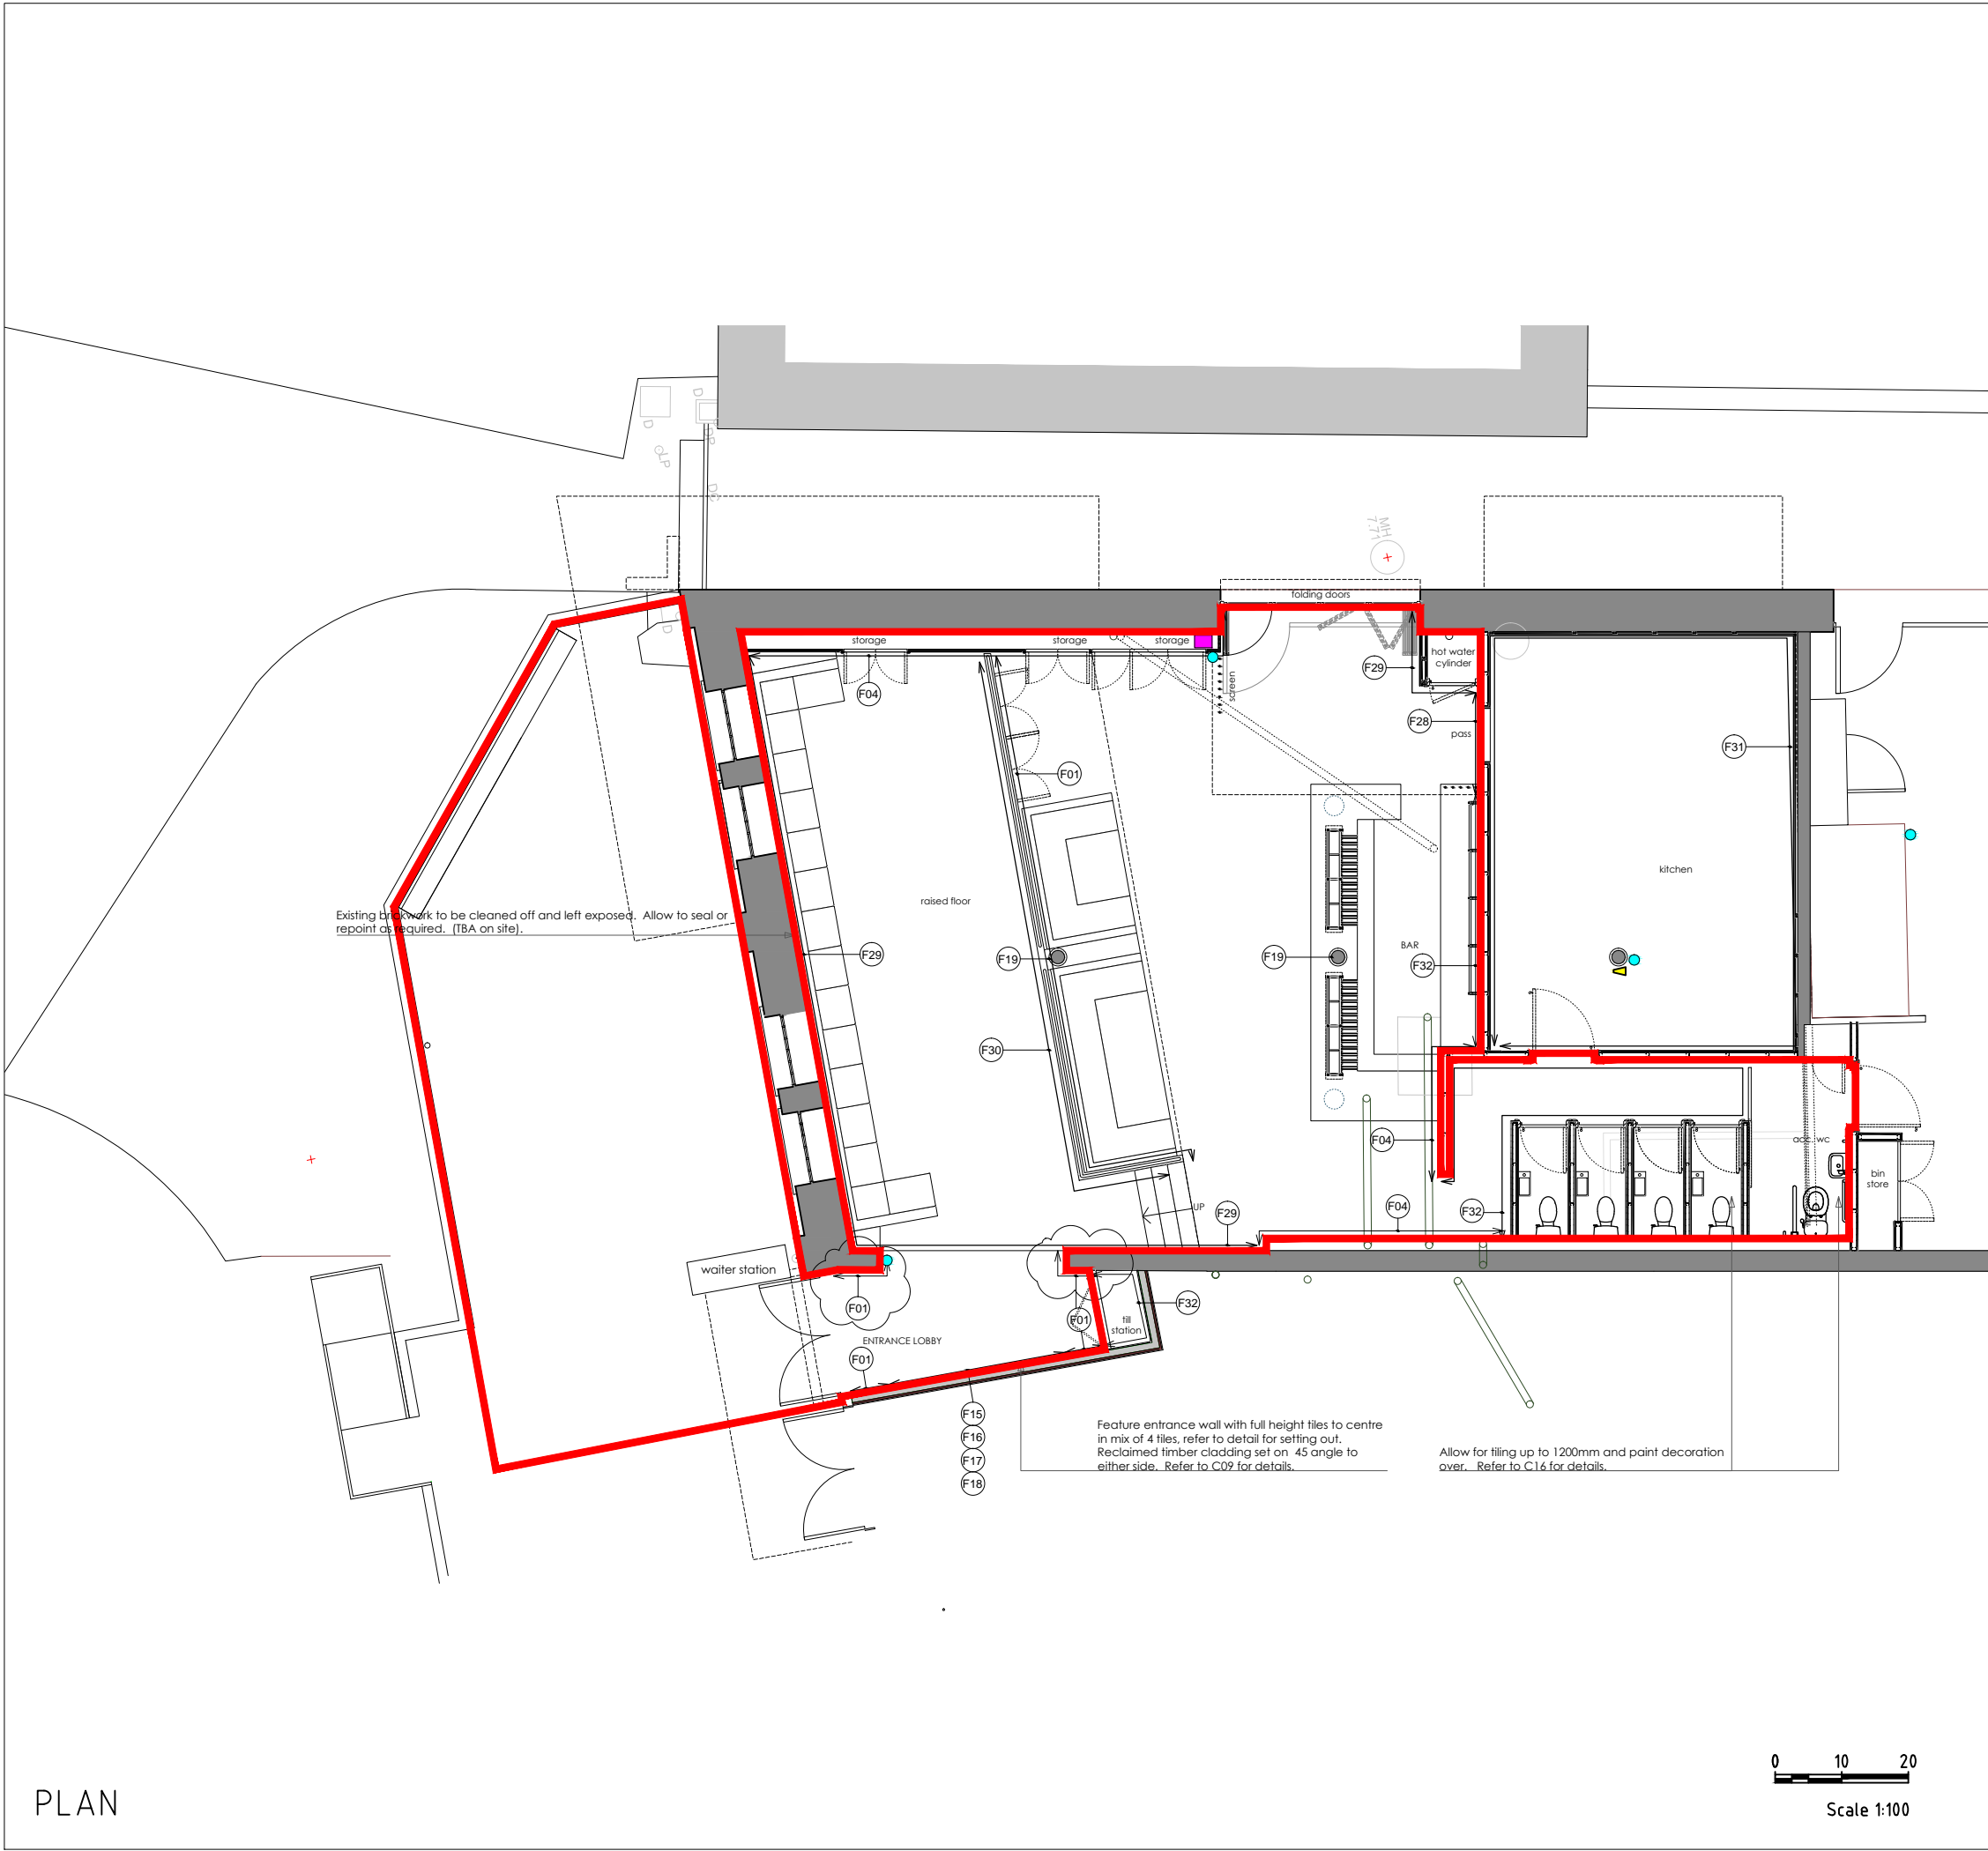 D
D
DP
LP
DC
MH
7.71
folding doors
storage
storage
storage
screen
hot water
cylinder
F29
F04
F28
pass
F31
F01
kitchen
raised floor
Existing brickwork to be cleaned off and left exposed.  Allow to seal or
repoint as required.  (TBA on site).
F29
F19
F19
BAR
F32
F30
F04
acc. wc
bin
store
UP
F29
F04
F32
waiter station
F01
F01
F32
till
station
ENTRANCE LOBBY
F01
F15
F16
F17
F18
Feature entrance wall with full height tiles to centre
in mix of 4 tiles, refer to detail for setting out.
Reclaimed timber cladding set on  45 angle to
either side.  Refer to C09 for details.
Allow for tiling up to 1200mm and paint decoration
over.   Refer to C16 for details.
PLAN
0 10 20
Scale 1:100